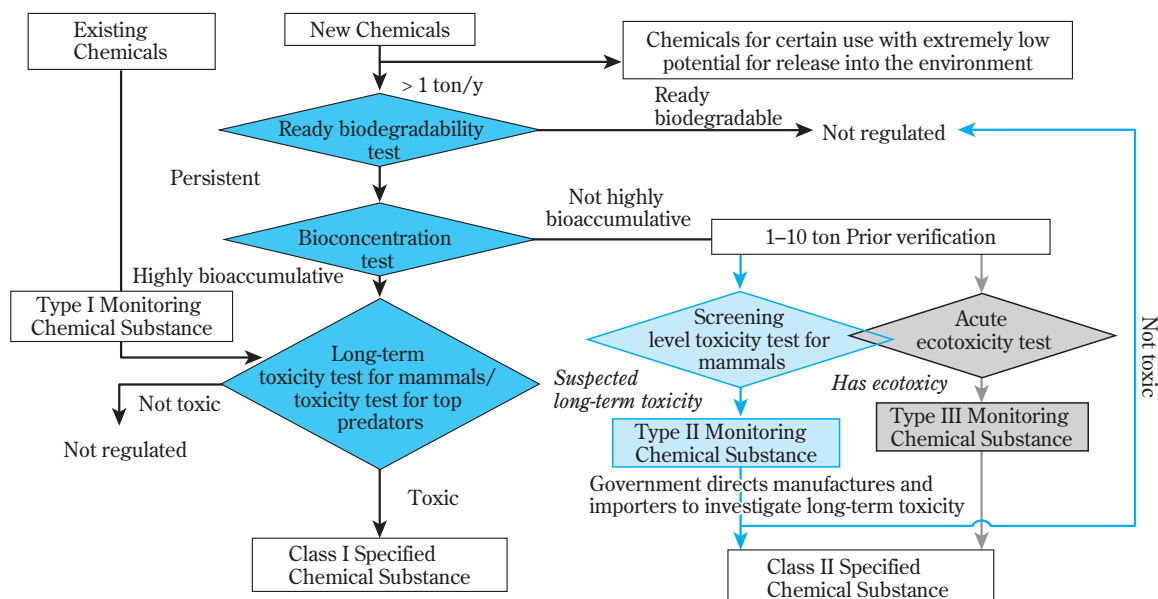 Existing
Chemicals
New Chemicals
Chemicals for certain use with extremely low
potential for release into the environment
> 1 ton/y
Ready
biodegradable
Ready biodegradability
test
Not regulated
Persistent
Not highly
bioaccumulative
Bioconcentration
test
1–10 ton Prior verification
Highly bioaccumulative
Type I Monitoring
Chemical Substance
Screening
level toxicity test for
mammals
Acute
ecotoxicity test
Not toxic
Long-term
toxicity test for mammals/
toxicity test for top
predators
Suspected
long-term toxicity
Has ecotoxicy
Not toxic
Not regulated
Type II Monitoring
Chemical Substance
Type III Monitoring
Chemical Substance
Government directs manufactures and
importers to investigate long-term toxicity
Toxic
Class I Specified
Chemical Substance
Class II Specified
Chemical Substance